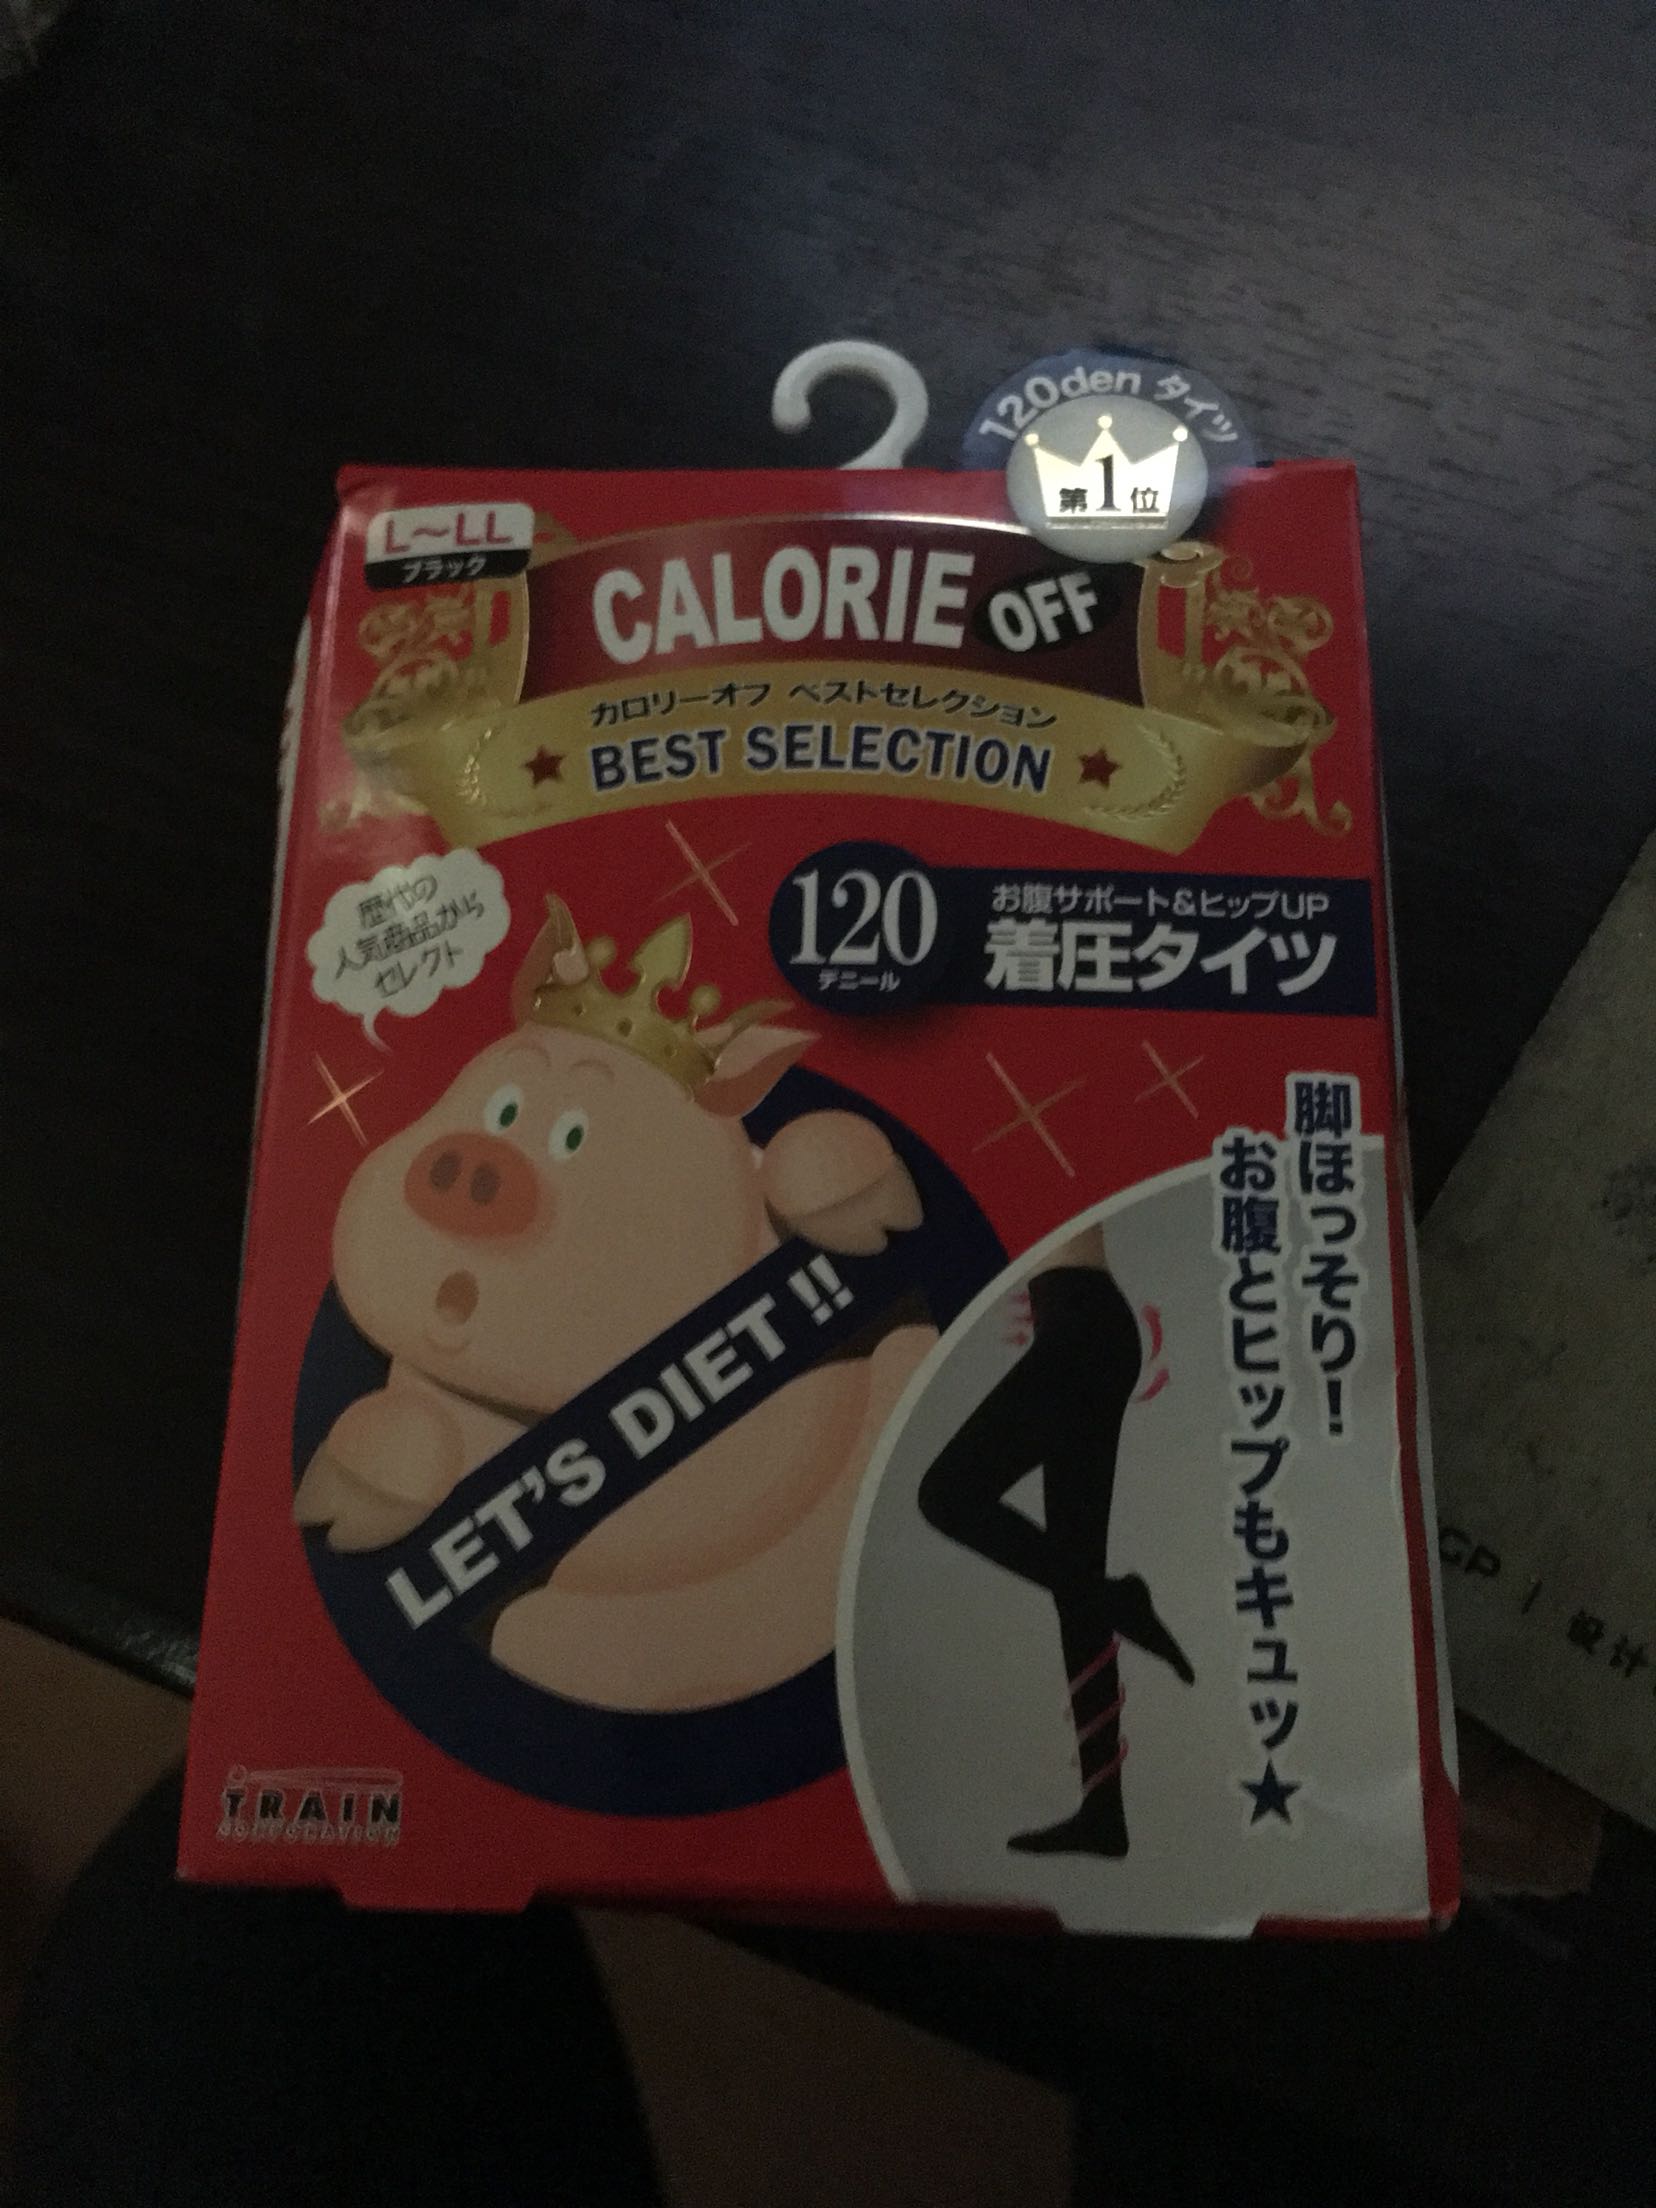 120den タイツ
第1位
L～LL
ブラック
CALORIE OFF
カロリーオフ ベストセレクション
BEST SELECTION
歴代の
人気商品から
セレクト
120
デニール
お腹サポート&ヒップUP
着圧タイツ
脚ほっそり!
お腹とヒップもキュッ★
LET'S DIET!!
TRAIN
CORPORATION
GP | 设计